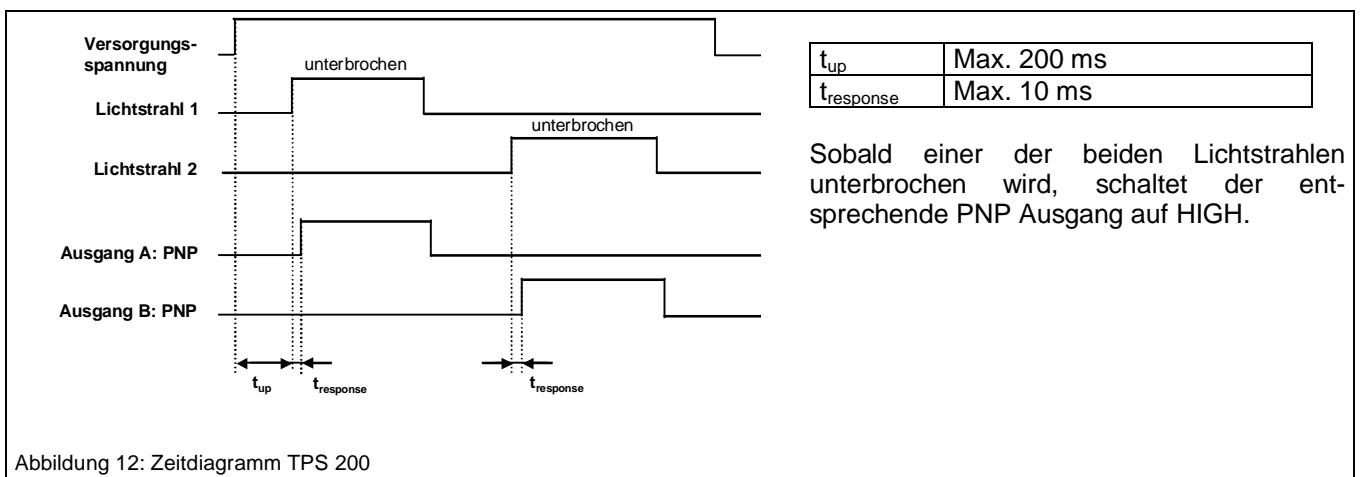 Versorgungs-
spannung
unterbrochen
Lichtstrahl 1
unterbrochen
Lichtstrahl 2
Ausgang A: PNP
Ausgang B: PNP
tup
tresponse
tresponse
tup Max. 200 ms
tresponse Max. 10 ms
Sobald einer der beiden Lichtstrahlen
unterbrochen wird, schaltet der ent-
sprechende PNP Ausgang auf HIGH.
Abbildung 12: Zeitdiagramm TPS 200